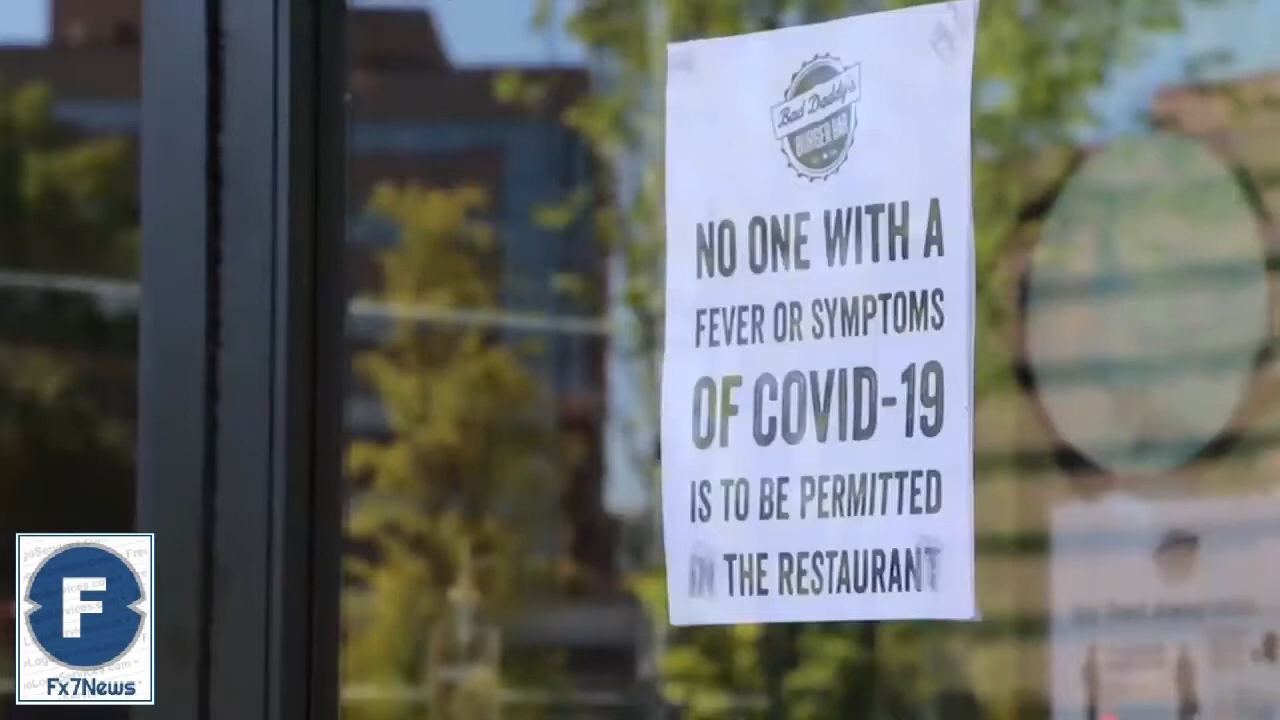 Bad Daddy's
BURGER BAR
NO ONE WITH A
FEVER OR SYMPTOMS
OF COVID-19
IS TO BE PERMITTED
IN THE RESTAURANT
F
Fx7News